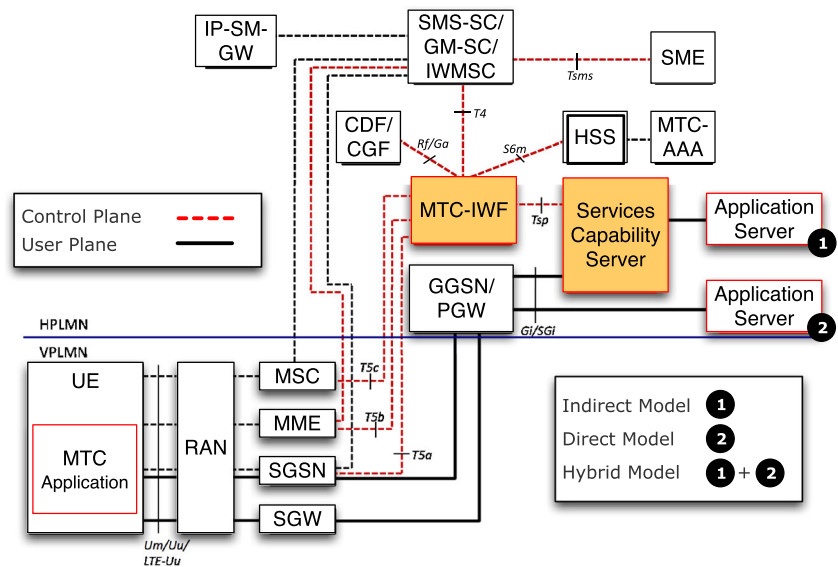 IP-SM-
GW
SMS-SC/
GM-SC/
IWMSC
SME
Tsms
T4
CDF/
CGF
Rf/Ga
S6m
HSS
MTC-
AAA
Control Plane
User Plane
MTC-IWF
Tsp
Services
Capability
Server
Application
Server
1
GGSN/
PGW
Application
Server
2
Gi/SGi
HPLMN
VPLMN
UE
MTC
Application
RAN
MSC
MME
SGSN
SGW
T5c
T5b
T5a
Um/Uu/
LTE-Uu
Indirect Model 1
Direct Model 2
Hybrid Model 1 + 2